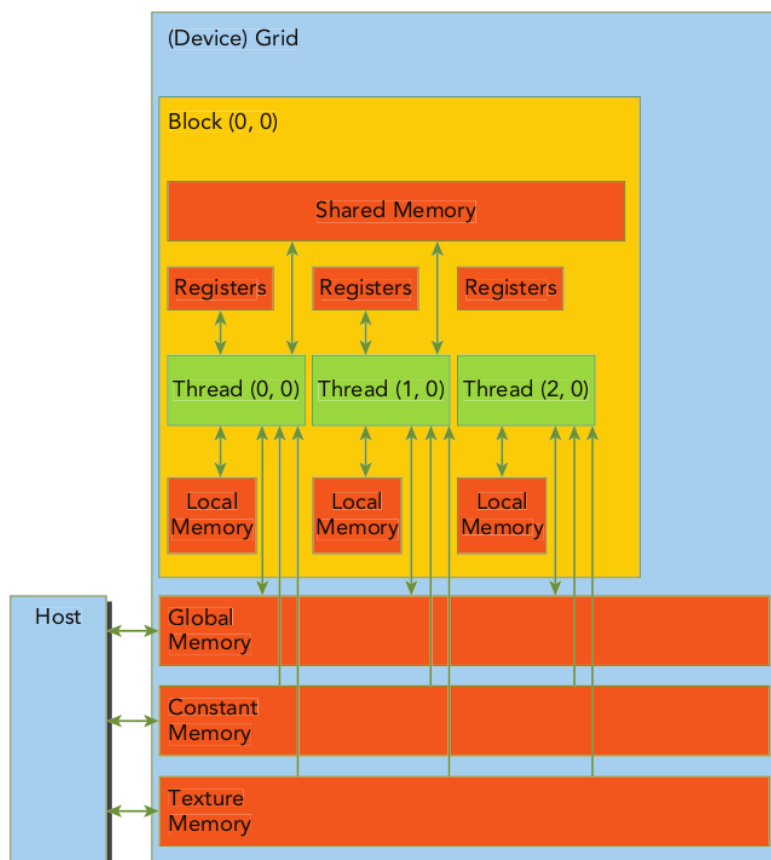 (Device) Grid
Block (0, 0)
Shared Memory
Registers
Registers
Registers
Thread (0, 0)
Thread (1, 0)
Thread (2, 0)
Local
Memory
Local
Memory
Local
Memory
Host
Global
Memory
Constant
Memory
Texture
Memory